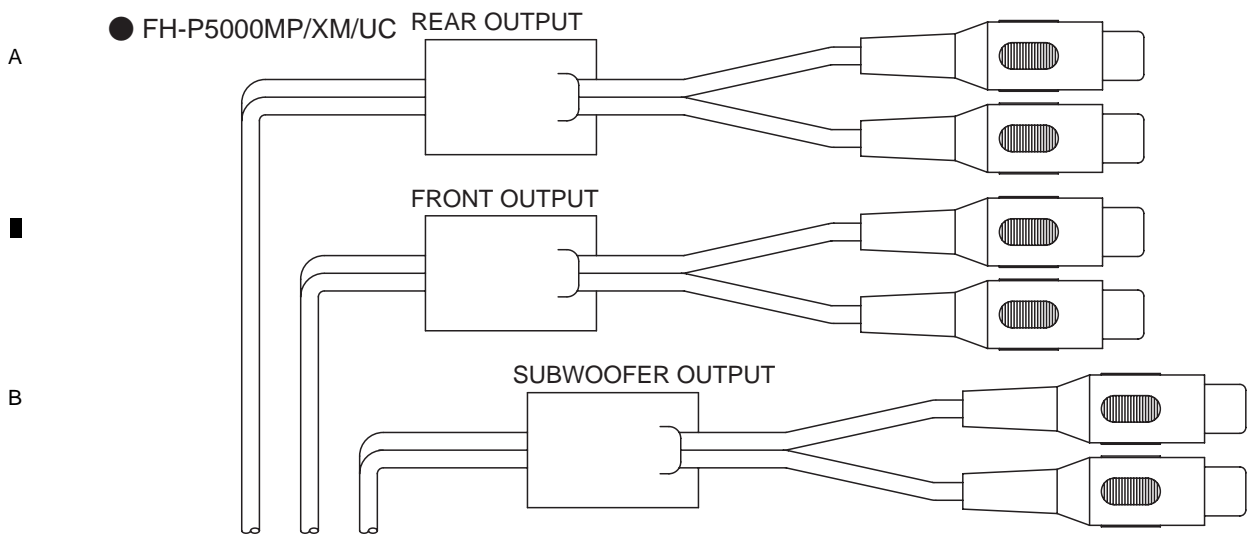 ● FH-P5000MP/XM/UC
REAR OUTPUT
A
FRONT OUTPUT
SUBWOOFER OUTPUT
B